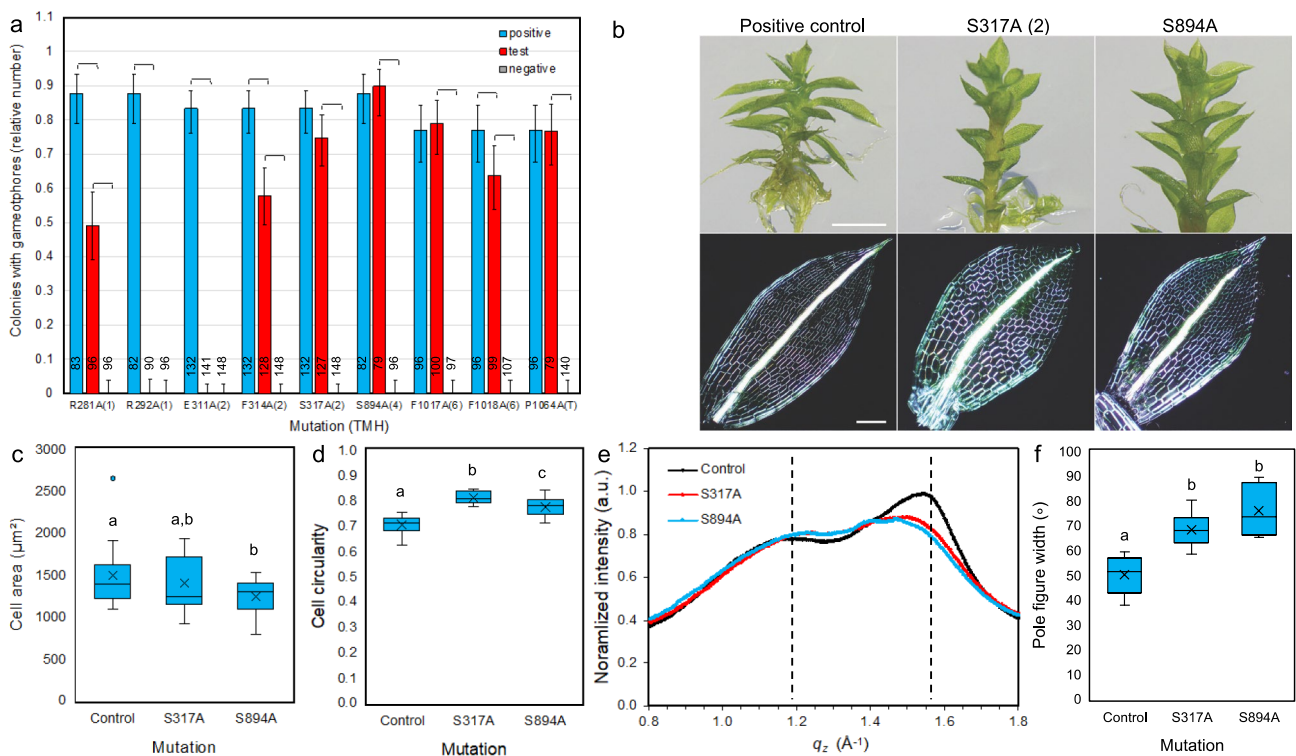 a
Colonies with gameotphores (relative number)
1.1
1
0.9
0.8
0.7
0.6
0.5
0.4
0.3
0.2
0.1
0
positive
test
negative
83 96 96 82 90 96 132 141 148 132 128 148 132 127 148 82 79 96 96 100 97 96 99 107 96 79 140
R281A(1) R292A(1) E311A(2) F314A(2) S317A(2) S894A(4) F1017A(6) F1018A(6) P1064A(T)
Mutation (TMH)
b
Positive control S317A (2) S894A
c
Cell area (µm²)
3000
2500
2000
1500
1000
500
0
a a,b b
Control S317A S894A
Mutation
d
Cell circularity
1.0
0.9
0.8
0.7
0.6
0.5
0.4
0.3
0.2
0.1
0.0
a b c
Control S317A S894A
Mutation
e
Noramlized intensity (a.u.)
1.2
1.0
0.8
0.6
0.4
0.2
0.0
Control
S317A
S894A
0.8 1.0 1.2 1.4 1.6 1.8
qz (Å-1)
f
Pole figure width (o)
100
90
80
70
60
50
40
30
20
10
0
a b b
Control S317A S894A
Mutation